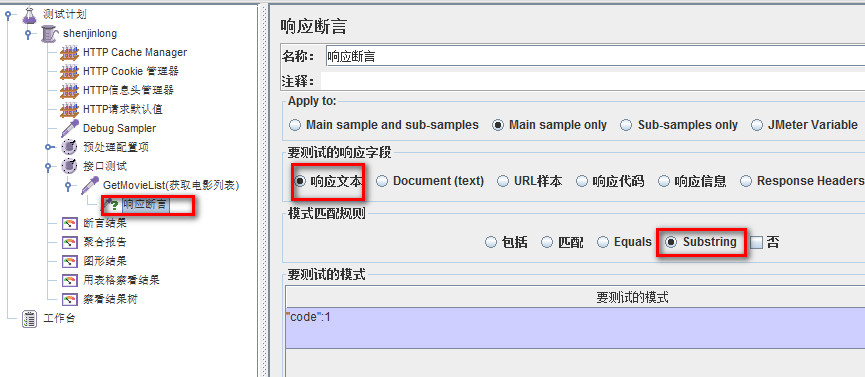 测试计划
shenjinlong
HTTP Cache Manager
HTTP Cookie 管理器
HTTP信息头管理器
HTTP请求默认值
Debug Sampler
预处理配置项
接口测试
GetMovieList(获取电影列表)
响应断言
断言结果
聚合报告
图形结果
用表格察看结果
察看结果树
工作台
响应断言
名称: 响应断言
注释:
Apply to:
Main sample and sub-samples Main sample only Sub-samples only JMeter Variable
要测试的响应字段
响应文本 Document (text) URL样本 响应代码 响应信息 Response Headers
模式匹配规则
包括 匹配 Equals Substring 否
要测试的模式
要测试的模式
"code":1